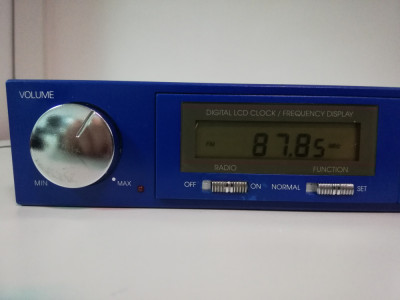 VOLUME
DIGITAL LCD CLOCK / FREQUENCY DISPLAY
FM 87.85 MHz
RADIO FUNCTION
MIN MAX OFF ON NORMAL SET